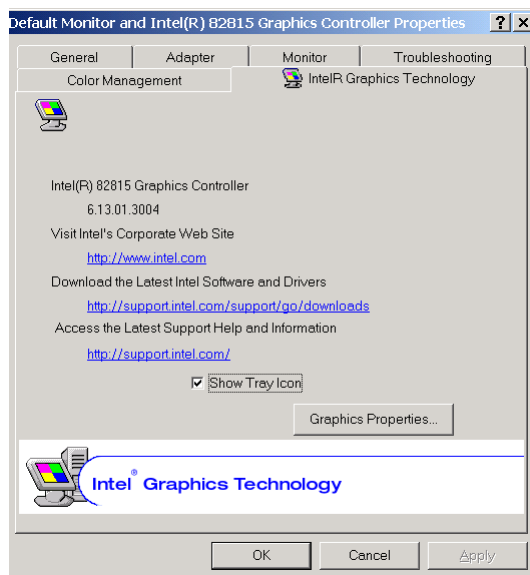 Default Monitor and Intel(R) 82815 Graphics Controller Properties
General Adapter Monitor Troubleshooting
Color Management IntelR Graphics Technology
Intel(R) 82815 Graphics Controller
6.13.01.3004
Visit Intel's Corporate Web Site
http://www.intel.com
Download the Latest Intel Software and Drivers
http://support.intel.com/support/go/downloads
Access the Latest Support Help and Information
http://support.intel.com/
Show Tray Icon
Graphics Properties...
Intel® Graphics Technology
OK Cancel Apply